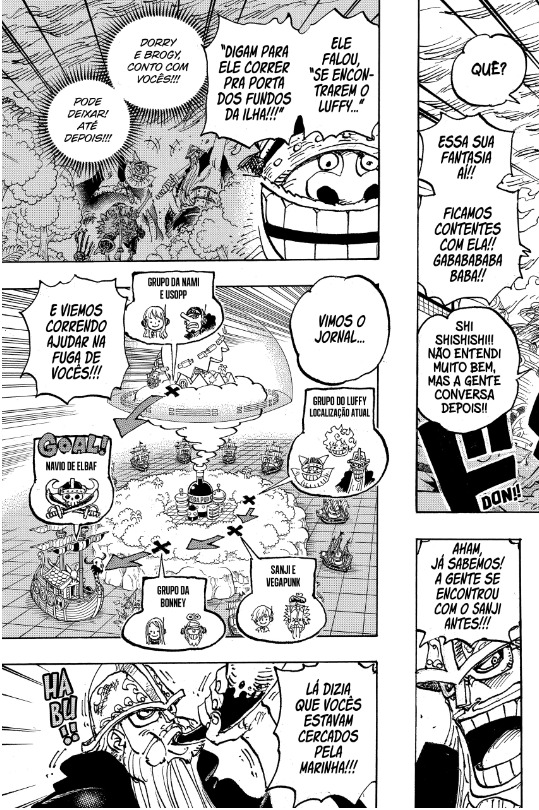 QUÊ?
ESSA SUA
FANTASIA
AÍ!!
FICAMOS
CONTENTES
COM ELA!!
GABABABABA
BABA!!
SHI
SHISHISHI!!
NÃO ENTENDI
MUITO BEM,
MAS A GENTE
CONVERSA
DEPOIS!!
DON!!
AHAM,
JÁ SABEMOS!
A GENTE SE
ENCONTROU
COM O SANJI
ANTES!!!
ELE
FALOU,
"SE ENCON-
TRAREM O
LUFFY..."
"DIGAM PARA
ELE CORRER
PRA PORTA
DOS FUNDOS
DA ILHA!!!"
DORRY
E BROGY,
CONTO COM
VOCÊS!!!
PODE
DEIXAR!
ATÉ
DEPOIS!!!
VIMOS O
JORNAL...
E VIEMOS
CORRENDO
AJUDAR NA
FUGA DE
VOCÊS!!!
GRUPO DA NAMI
E USOPP
GRUPO DO LUFFY
LOCALIZAÇÃO ATUAL
GOAL!
NAVIO DE ELBAF
SANJI E
VEGAPUNK
GRUPO DA
BONNEY
LÁ DIZIA
QUE VOCÊS
ESTAVAM
CERCADOS
PELA
MARINHA!!!
HA
BU
!!